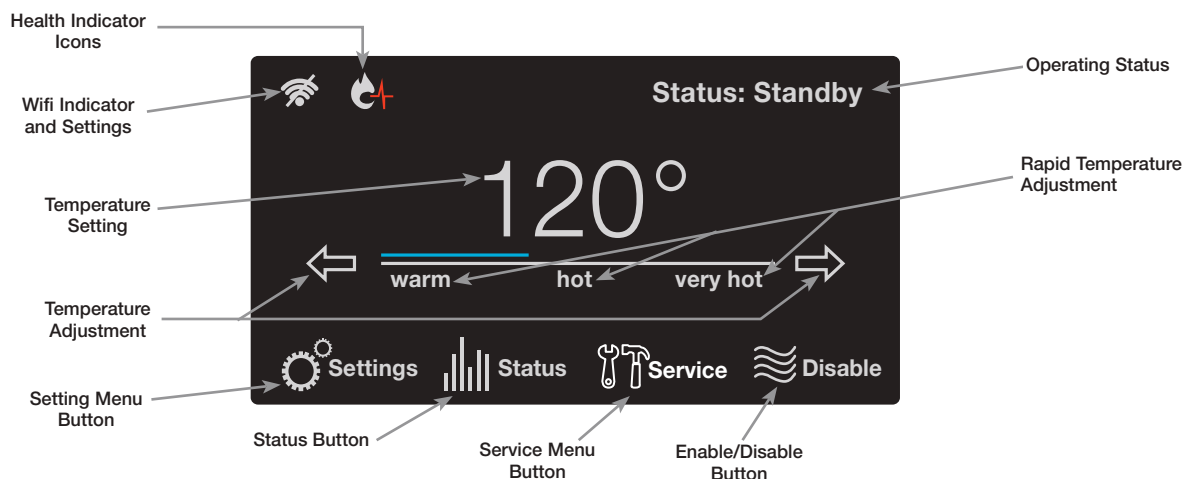 Health Indicator
Icons
Wifi Indicator
and Settings
Status: Standby
Operating Status
Temperature
Setting
120°
Rapid Temperature
Adjustment
warm
hot
very hot
Temperature
Adjustment
Settings
Status
Service
Disable
Setting Menu
Button
Status Button
Service Menu
Button
Enable/Disable
Button